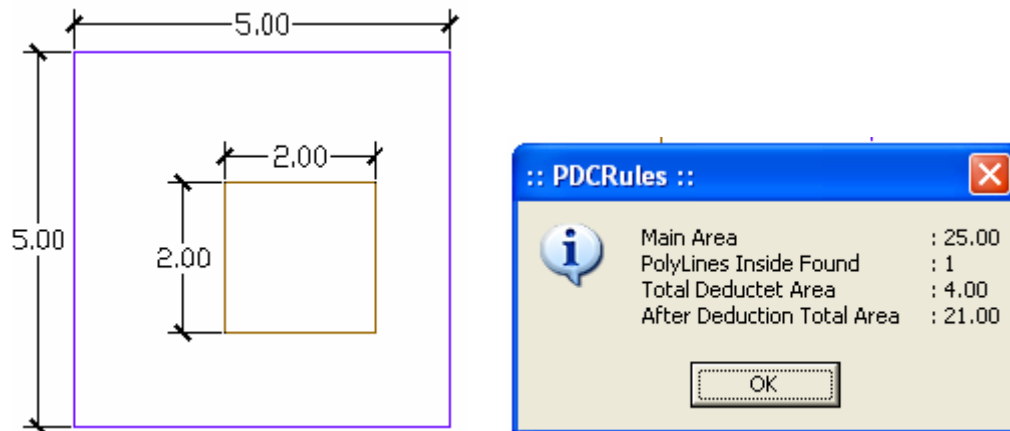 5.00
2.00
5.00
2.00
:: PDCRules ::
Main Area : 25.00
PolyLines Inside Found : 1
Total Deductet Area : 4.00
After Deduction Total Area : 21.00
OK